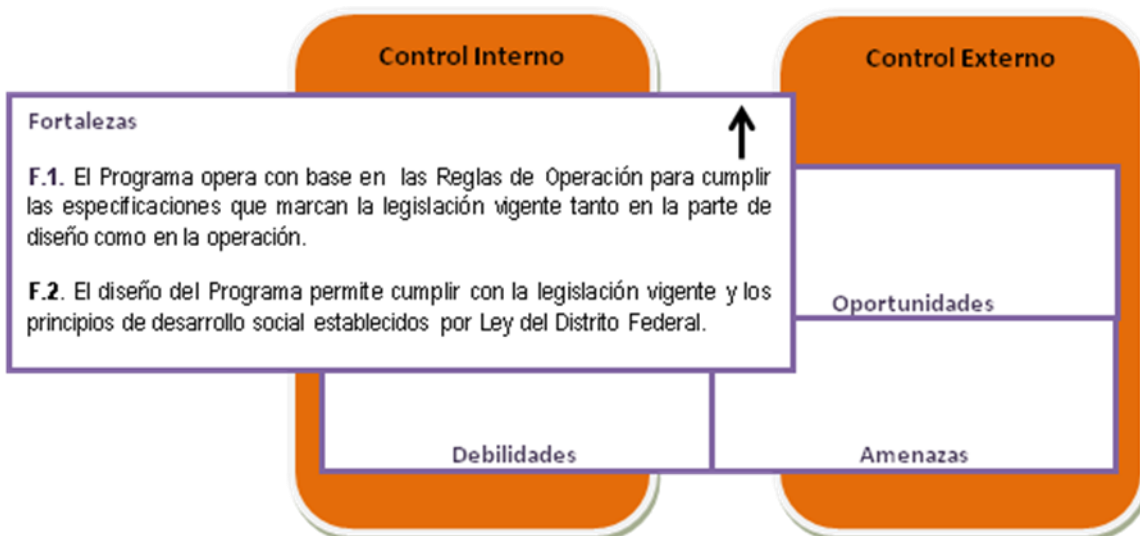 Control Interno
Control Externo
Fortalezas
F.1. El Programa opera con base en las Reglas de Operación para cumplir
las especificaciones que marcan la legislación vigente tanto en la parte de
diseño como en la operación.
F.2. El diseño del Programa permite cumplir con la legislación vigente y los
principios de desarrollo social establecidos por Ley del Distrito Federal.
Oportunidades
Debilidades
Amenazas